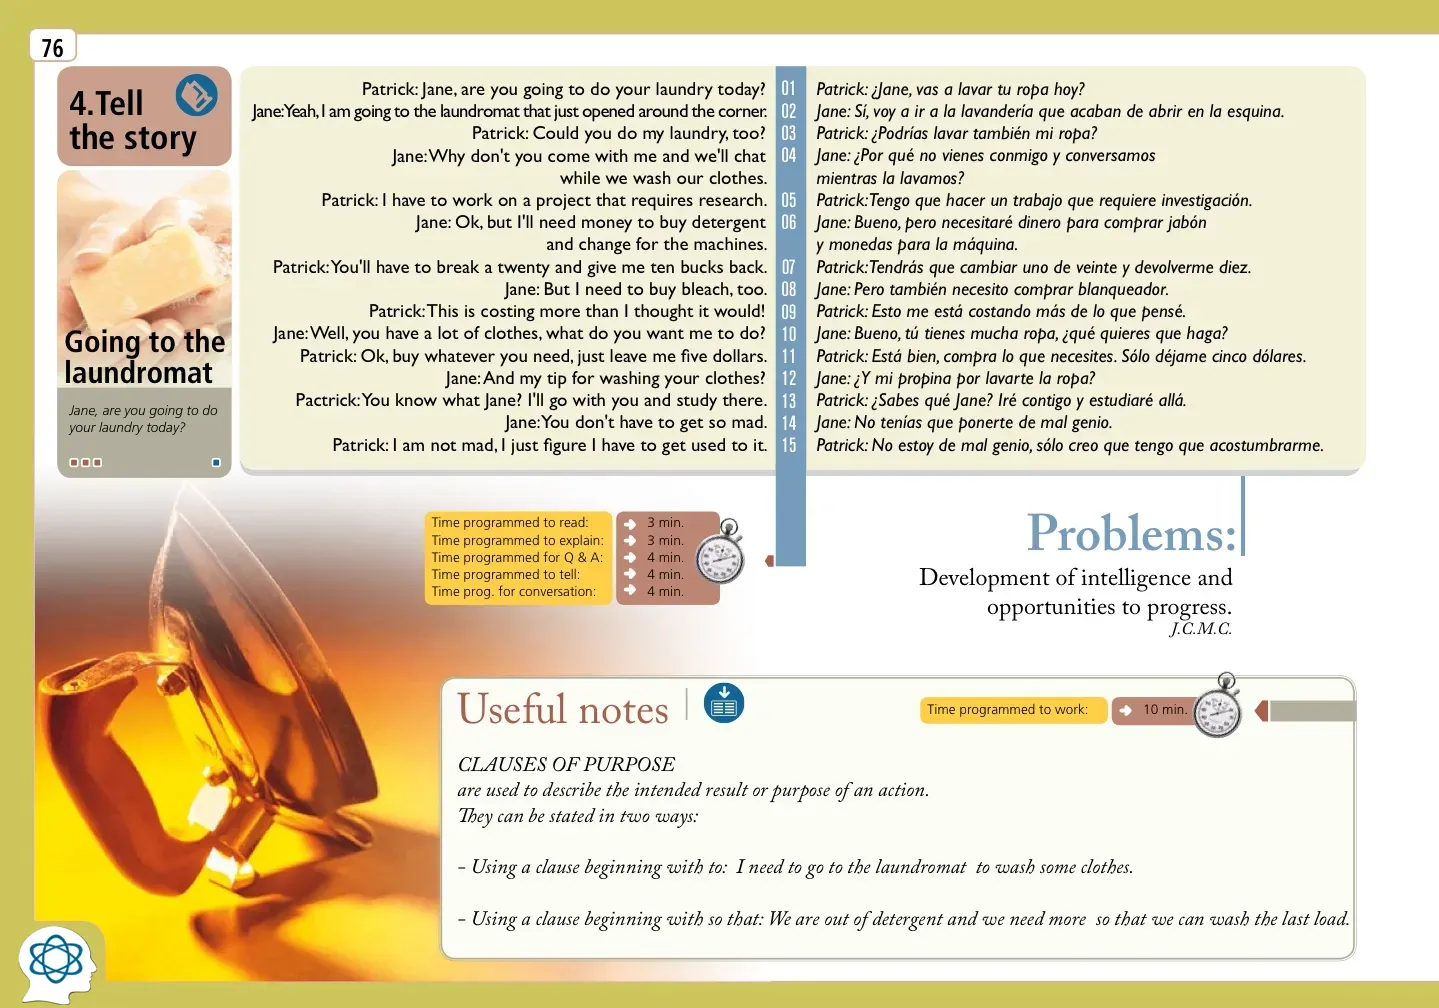 76
4.Tell
the story
Going to the
laundromat
Jane, are you going to do
your laundry today?
Patrick: Jane, are you going to do your laundry today?
Jane:Yeah, I am going to the laundromat that just opened around the corner.
Patrick: Could you do my laundry, too?
Jane:Why don't you come with me and we'll chat
while we wash our clothes.
Patrick: I have to work on a project that requires research.
Jane: Ok, but I'll need money to buy detergent
and change for the machines.
Patrick:You'll have to break a twenty and give me ten bucks back.
Jane: But I need to buy bleach, too.
Patrick:This is costing more than I thought it would!
Jane:Well, you have a lot of clothes, what do you want me to do?
Patrick: Ok, buy whatever you need, just leave me five dollars.
Jane:And my tip for washing your clothes?
Pactrick:You know what Jane? I'll go with you and study there.
Jane:You don't have to get so mad.
Patrick: I am not mad, I just figure I have to get used to it.
01
02
03
04
05
06
07
08
09
10
11
12
13
14
15
Patrick: ¿Jane, vas a lavar tu ropa hoy?
Jane: Sí, voy a ir a la lavandería que acaban de abrir en la esquina.
Patrick: ¿Podrías lavar también mi ropa?
Jane: ¿Por qué no vienes conmigo y conversamos
mientras la lavamos?
Patrick:Tengo que hacer un trabajo que requiere investigación.
Jane: Bueno, pero necesitaré dinero para comprar jabón
y monedas para la máquina.
Patrick:Tendrás que cambiar uno de veinte y devolverme diez.
Jane: Pero también necesito comprar blanqueador.
Patrick: Esto me está costando más de lo que pensé.
Jane: Bueno, tú tienes mucha ropa, ¿qué quieres que haga?
Patrick: Está bien, compra lo que necesites. Sólo déjame cinco dólares.
Jane: ¿Y mi propina por lavarte la ropa?
Patrick: ¿Sabes qué Jane? Iré contigo y estudiaré allá.
Jane: No tenías que ponerte de mal genio.
Patrick: No estoy de mal genio, sólo creo que tengo que acostumbrarme.
Time programmed to read: 3 min.
Time programmed to explain: 3 min.
Time programmed for Q & A: 4 min.
Time programmed to tell: 4 min.
Time prog. for conversation: 4 min.
Problems:
Development of intelligence and
opportunities to progress.
J.C.M.C.
Useful notes
Time programmed to work: 10 min.
CLAUSES OF PURPOSE
are used to describe the intended result or purpose of an action.
They can be stated in two ways:
- Using a clause beginning with to: I need to go to the laundromat to wash some clothes.
- Using a clause beginning with so that: We are out of detergent and we need more so that we can wash the last load.